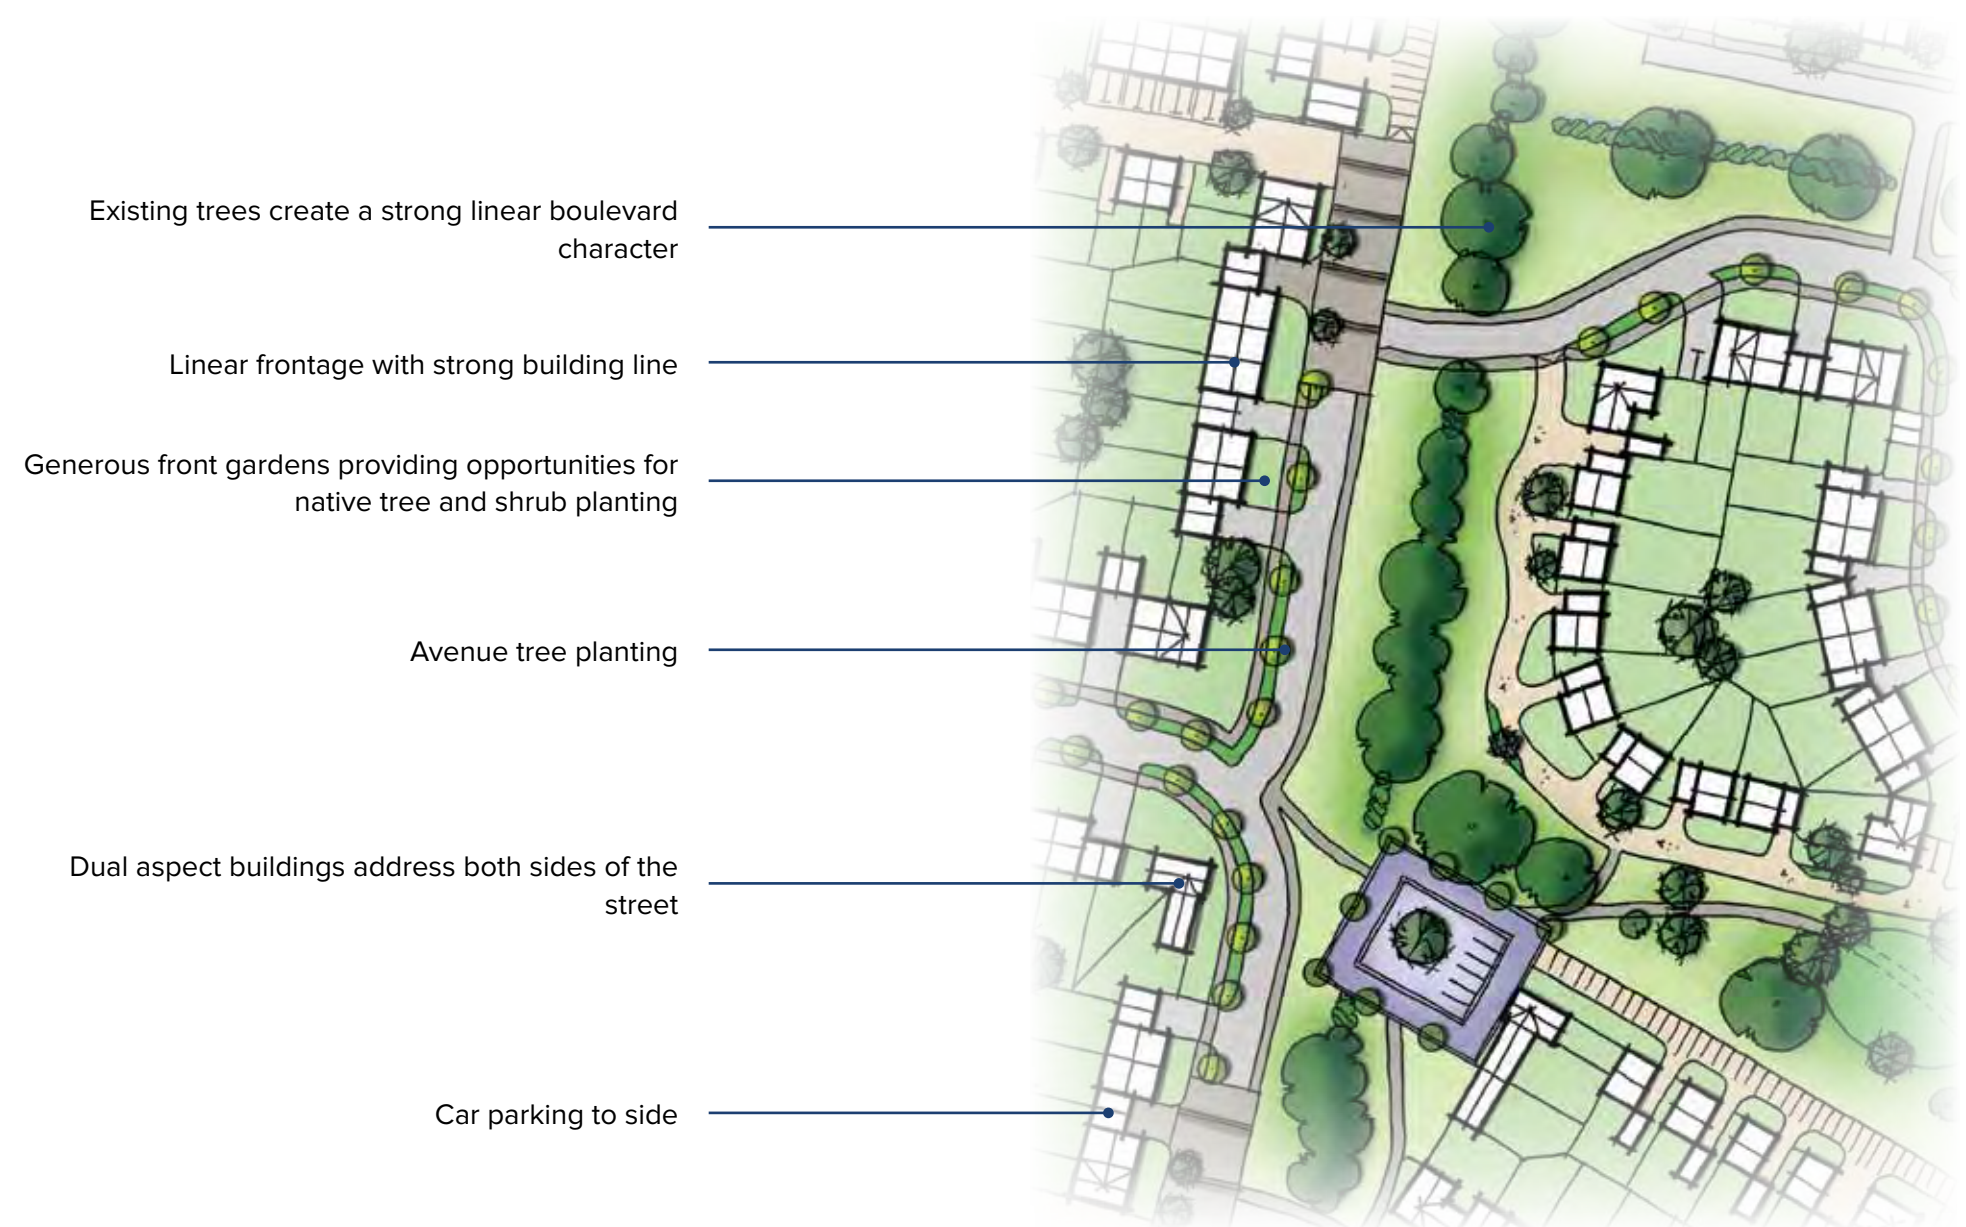 Existing trees create a strong linear boulevard
character
Linear frontage with strong building line
Generous front gardens providing opportunities for
native tree and shrub planting
Avenue tree planting
Dual aspect buildings address both sides of the
street
Car parking to side